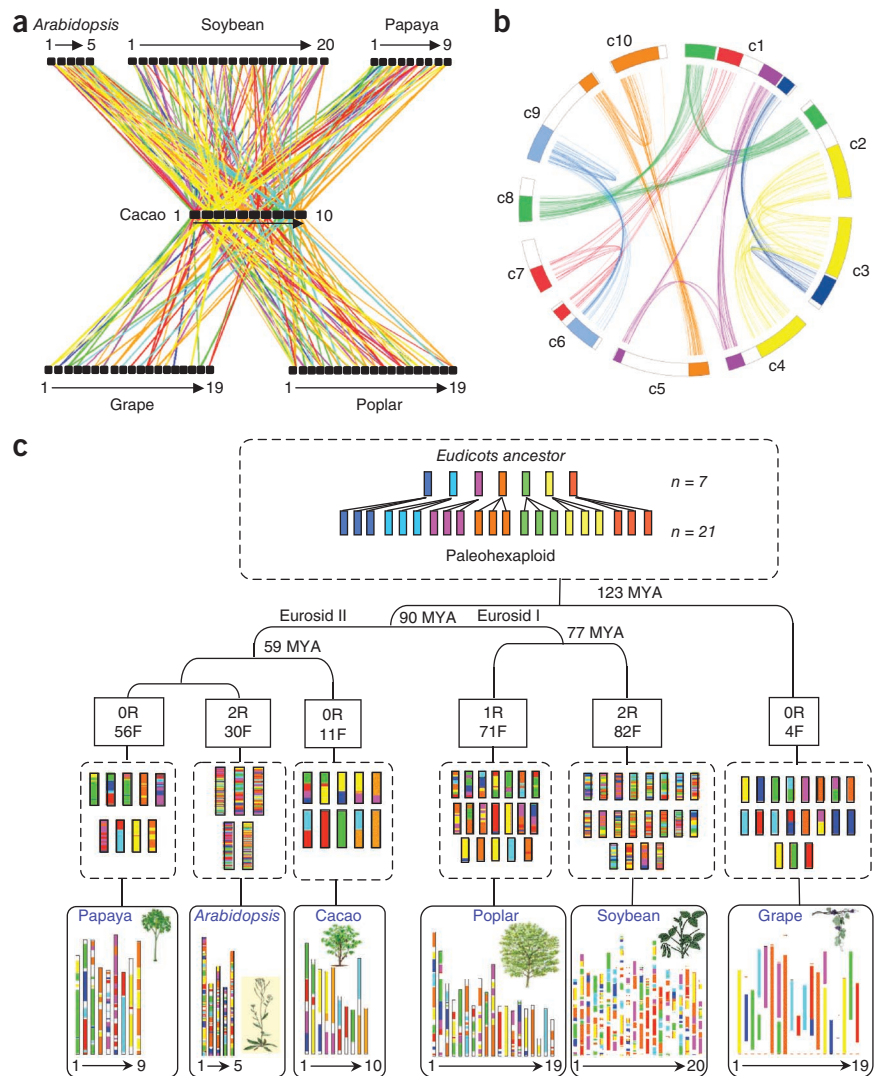 a
Arabidopsis Soybean Papaya
1 5 1 20 1 9
Cacao 1 10
1 19 1 19
Grape Poplar
b
c1
c2
c3
c4
c5
c6
c7
c8
c9
c10
c
Eudicots ancestor
n = 7
n = 21
Paleohexaploid
123 MYA
Eurosid II 90 MYA Eurosid I
77 MYA
59 MYA
0R 2R 0R 1R 2R 0R
56F 30F 11F 71F 82F 4F
Papaya Arabidopsis Cacao Poplar Soybean Grape
1 9 1 5 1 10 1 19 1 20 1 19